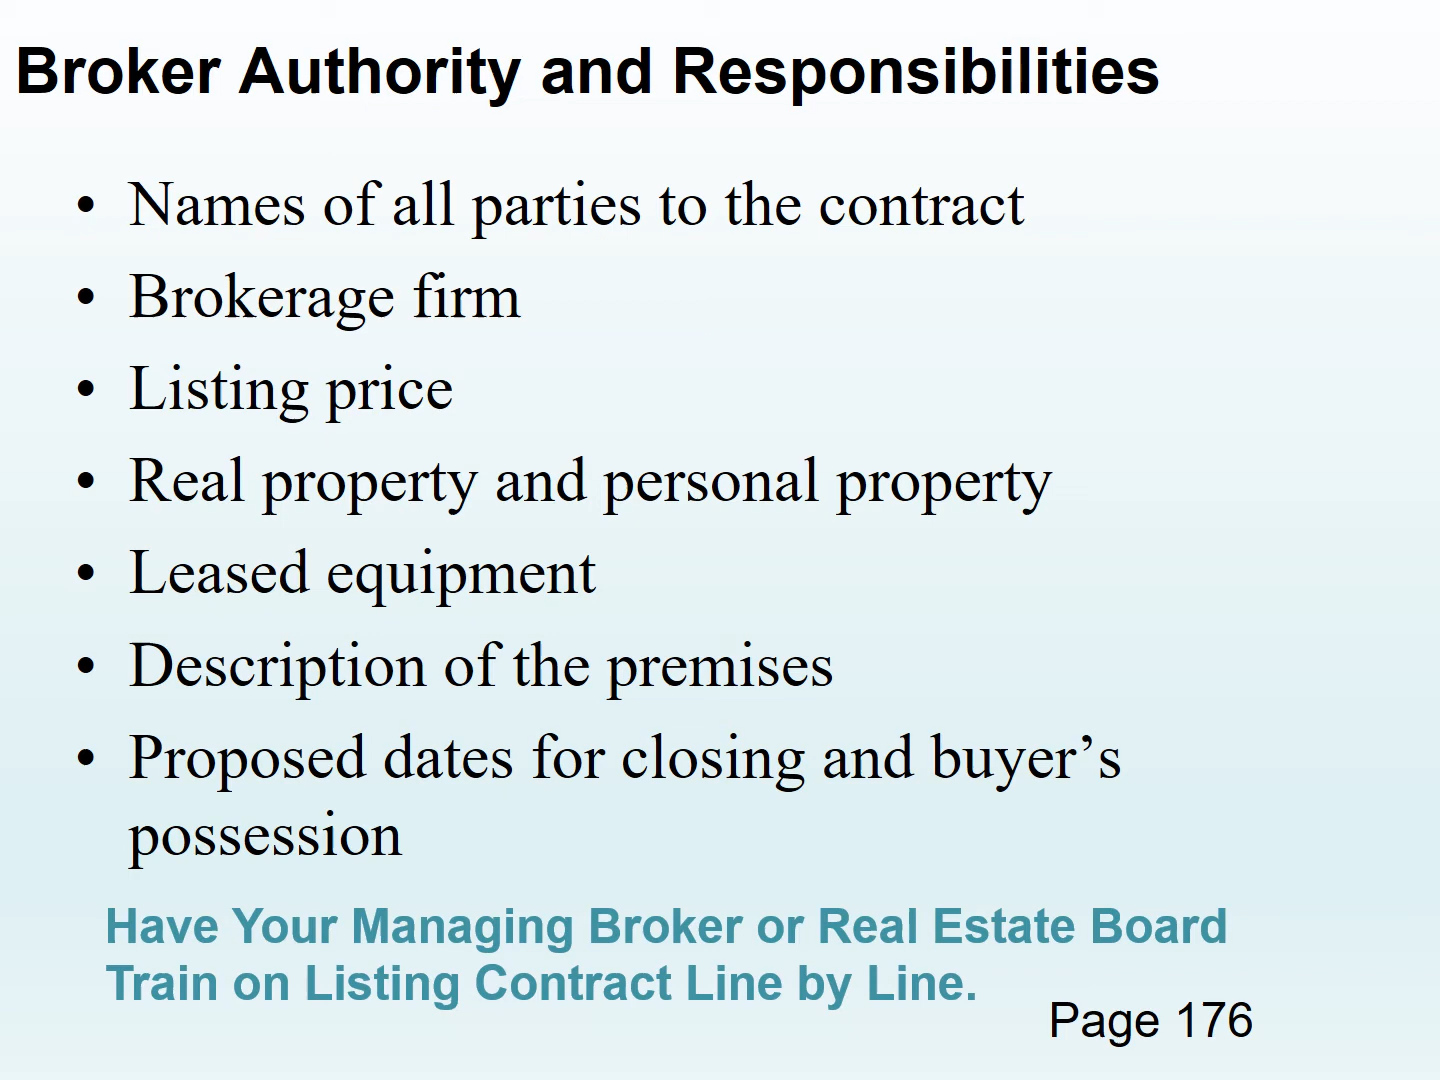 Broker Authority and Responsibilities
• Names of all parties to the contract
• Brokerage firm
• Listing price
• Real property and personal property
• Leased equipment
• Description of the premises
• Proposed dates for closing and buyer’s
possession
Have Your Managing Broker or Real Estate Board
Train on Listing Contract Line by Line.
Page 176